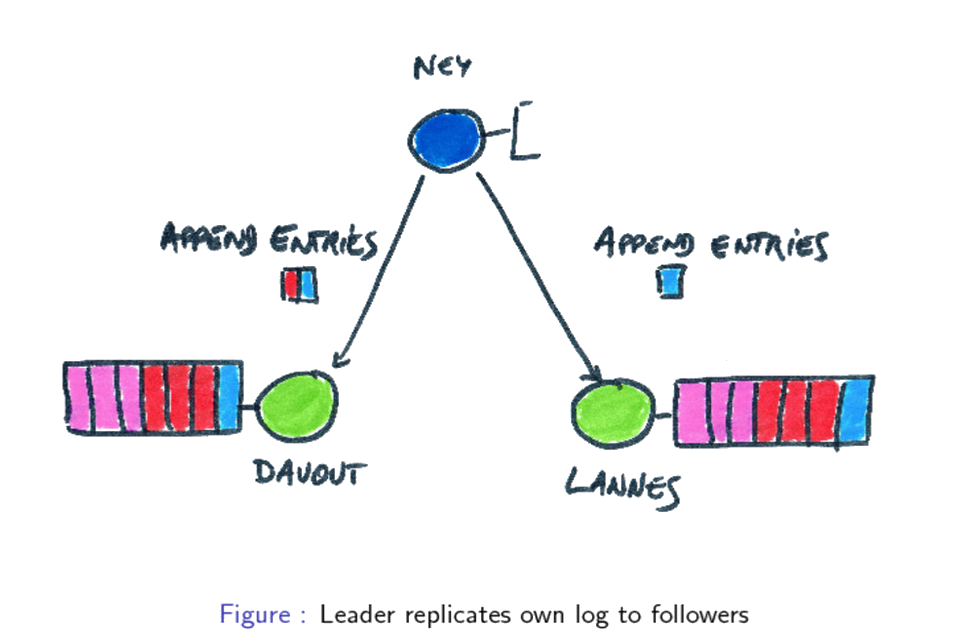 NEY
APPEND ENTRIES
APPEND ENTRIES
DAVOUT
LANNES
Figure : Leader replicates own log to followers